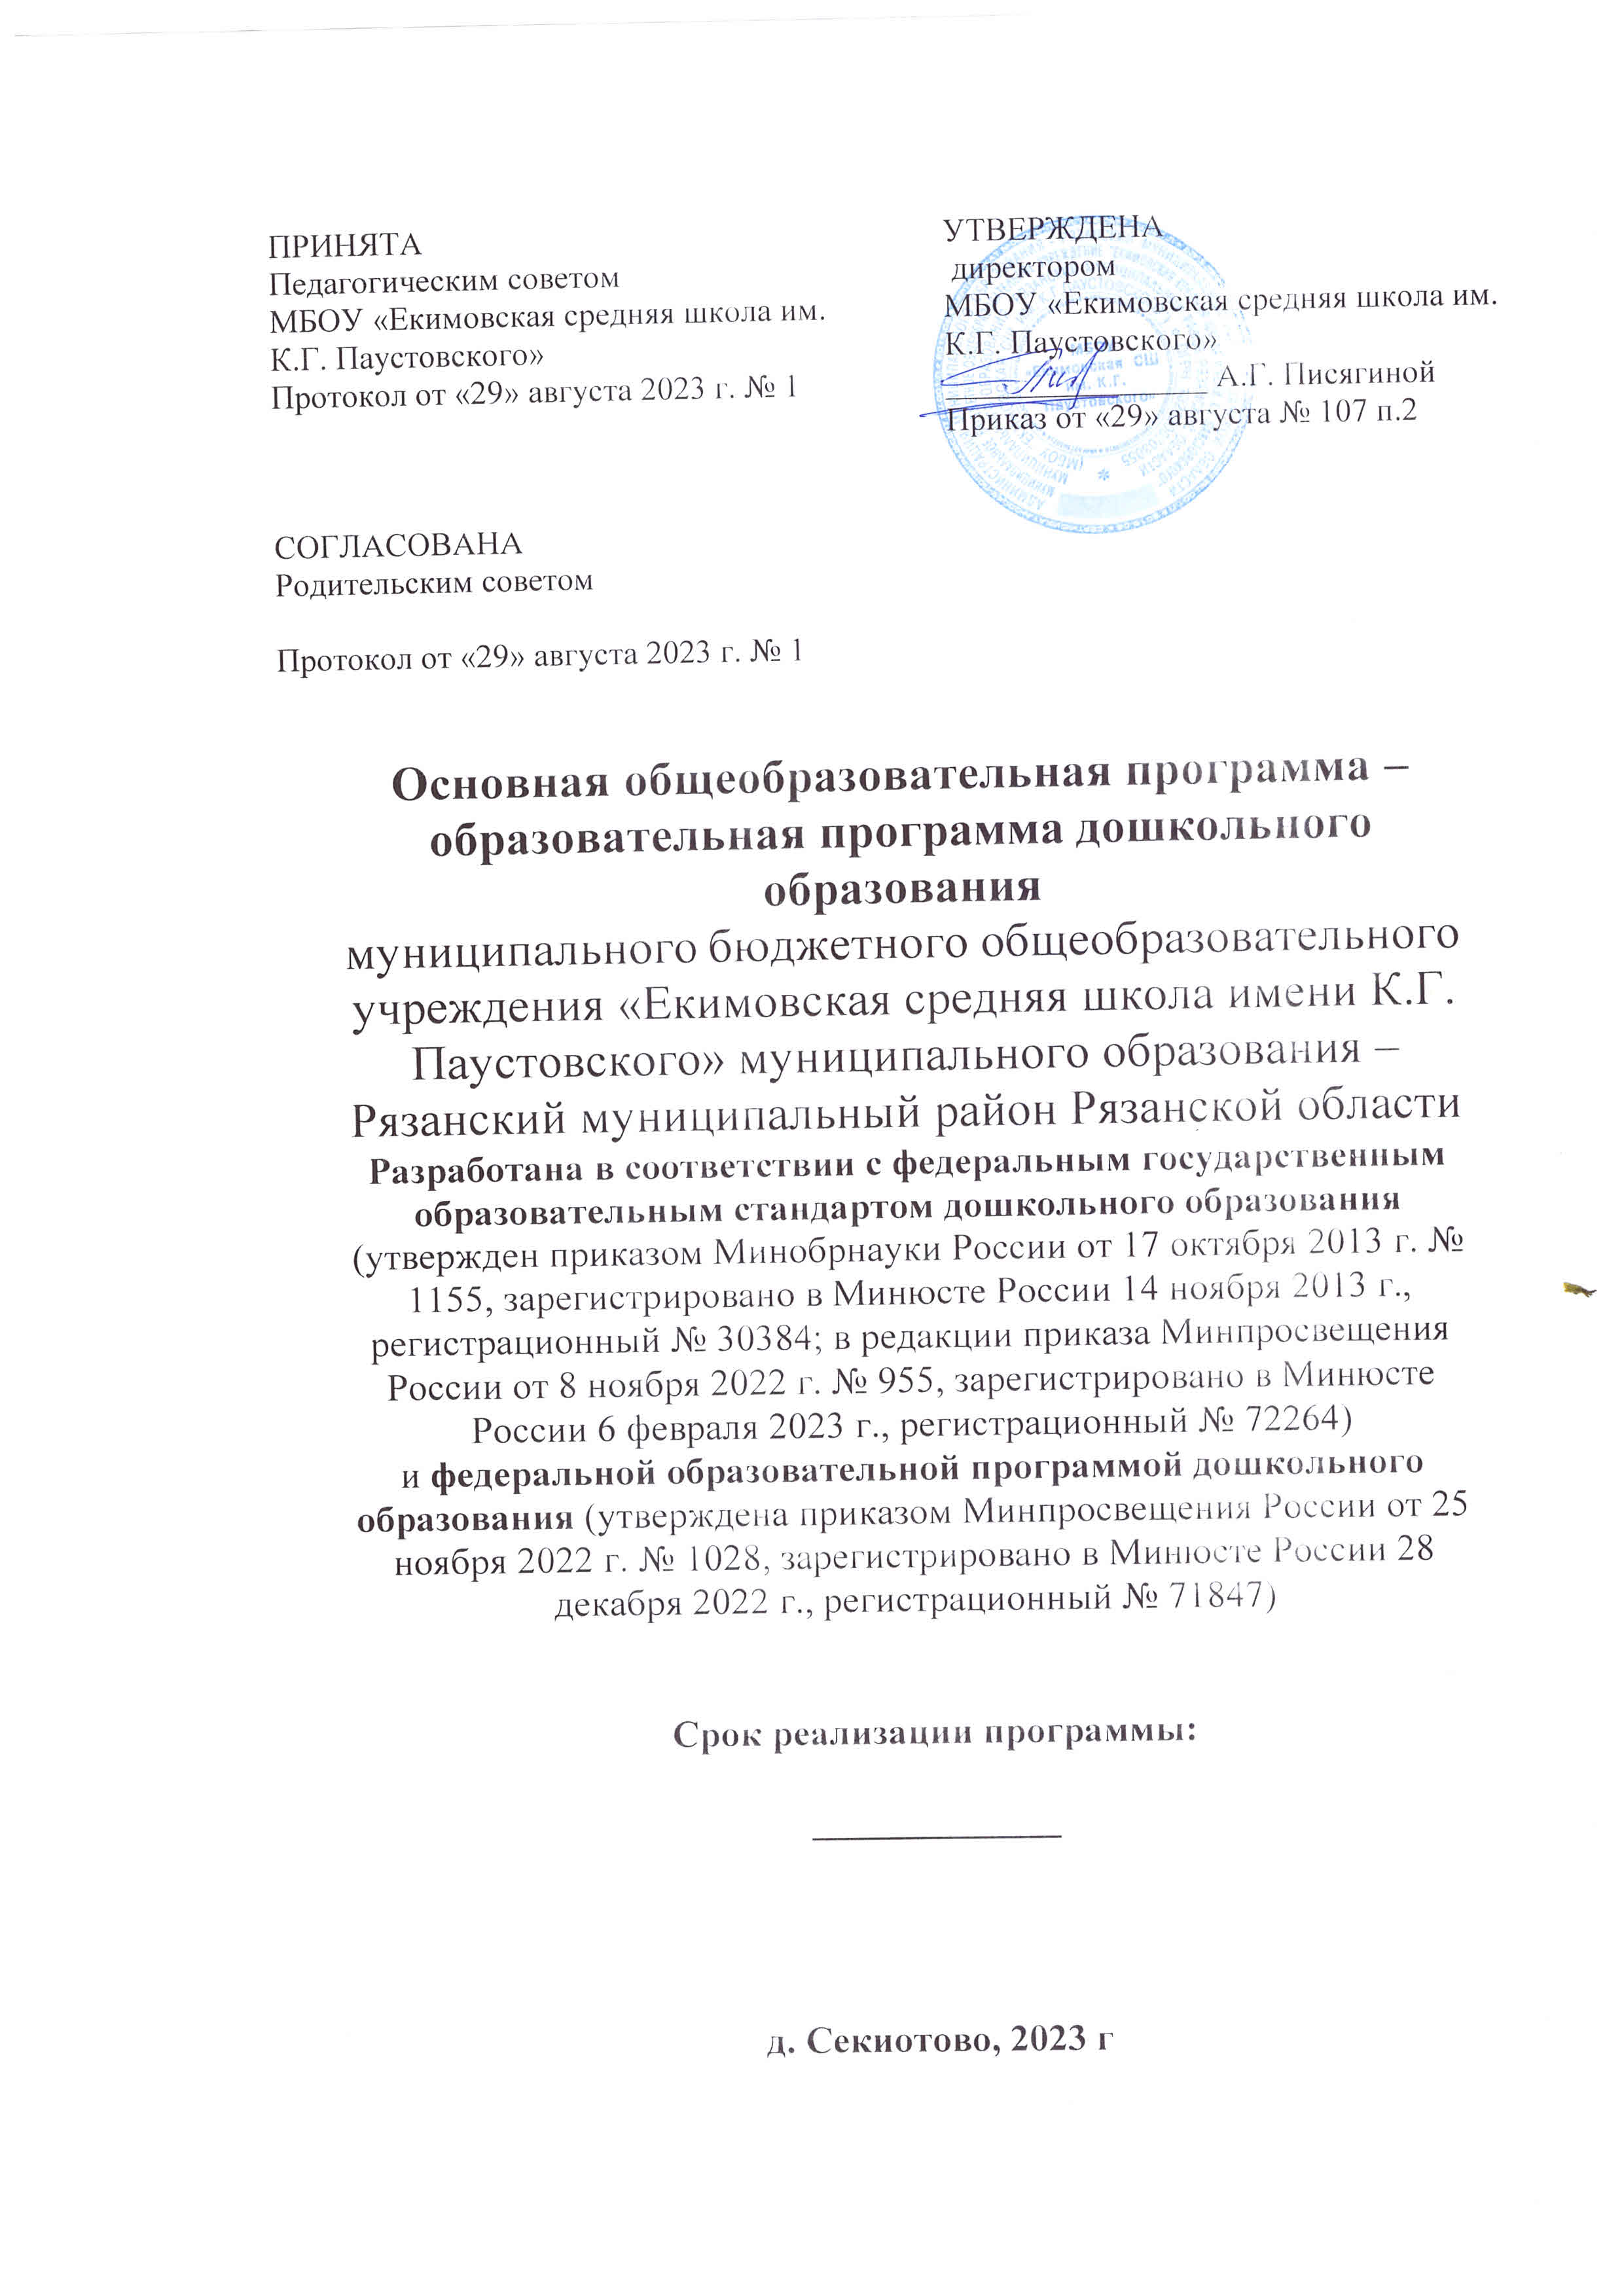 ПРИНЯТА
Педагогическим советом
МБОУ «Екимовская средняя школа им.
К.Г. Паустовского»
Протокол от «29» августа 2023 г. № 1
УТВЕРЖДЕНА
директором
МБОУ «Екимовская средняя школа им.
К.Г. Паустовского»
А.Г. Писягиной
Приказ от «29» августа № 107 п.2
СОГЛАСОВАНА
Родительским советом
Протокол от «29» августа 2023 г. № 1
Основная общеобразовательная программа –
образовательная программа дошкольного
образования
муниципального бюджетного общеобразовательного
учреждения «Екимовская средняя школа имени К.Г.
Паустовского» муниципального образования –
Рязанский муниципальный район Рязанской области
Разработана в соответствии с федеральным государственным
образовательным стандартом дошкольного образования
(утвержден приказом Минобрнауки России от 17 октября 2013 г. №
1155, зарегистрировано в Минюсте России 14 ноября 2013 г.,
регистрационный № 30384; в редакции приказа Минпросвещения
России от 8 ноября 2022 г. № 955, зарегистрировано в Минюсте
России 6 февраля 2023 г., регистрационный № 72264)
и федеральной образовательной программой дошкольного
образования (утверждена приказом Минпросвещения России от 25
ноября 2022 г. № 1028, зарегистрировано в Минюсте России 28
декабря 2022 г., регистрационный № 71847)
Срок реализации программы:
д. Секиотово, 2023 г